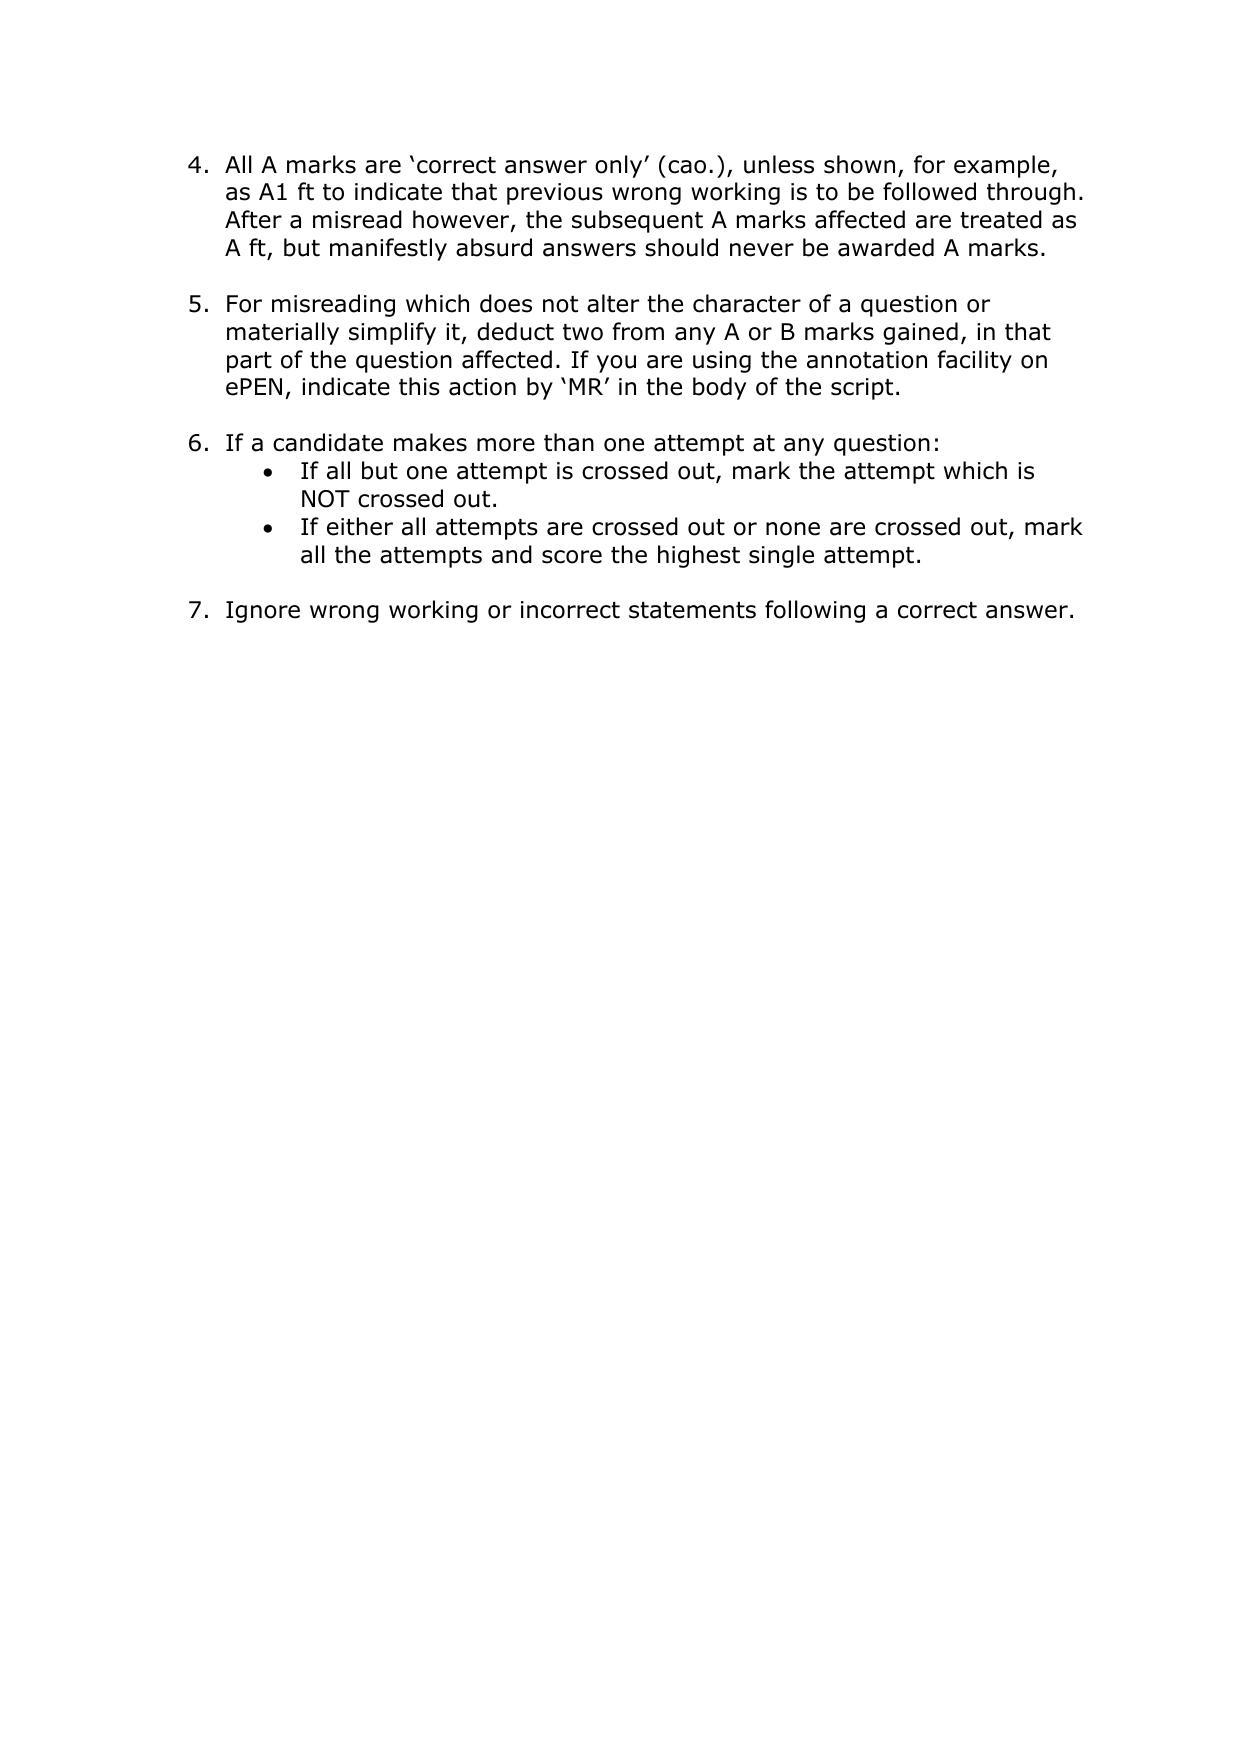 4. All A marks are ‘correct answer only’ (cao.), unless shown, for example,
as A1 ft to indicate that previous wrong working is to be followed through.
After a misread however, the subsequent A marks affected are treated as
A ft, but manifestly absurd answers should never be awarded A marks.
5. For misreading which does not alter the character of a question or
materially simplify it, deduct two from any A or B marks gained, in that
part of the question affected. If you are using the annotation facility on
ePEN, indicate this action by ‘MR’ in the body of the script.
6. If a candidate makes more than one attempt at any question:
• If all but one attempt is crossed out, mark the attempt which is
NOT crossed out.
• If either all attempts are crossed out or none are crossed out, mark
all the attempts and score the highest single attempt.
7. Ignore wrong working or incorrect statements following a correct answer.